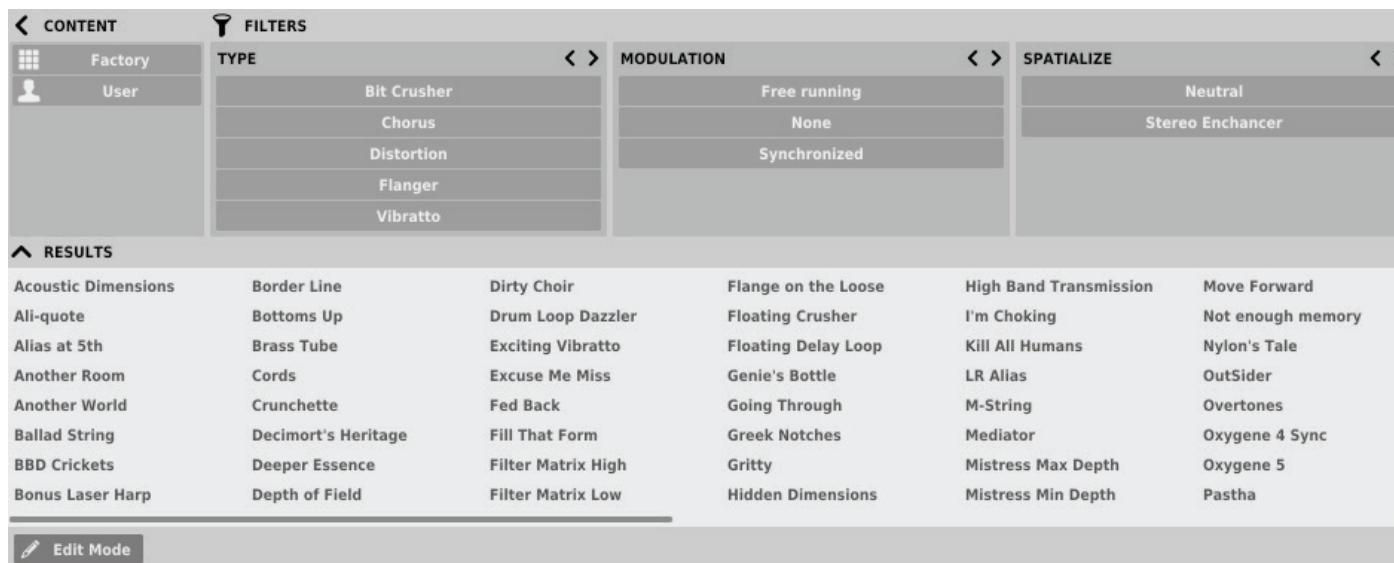 CONTENT
FILTERS
Factory
User
TYPE
Bit Crusher
Chorus
Distortion
Flanger
Vibratto
MODULATION
Free running
None
Synchronized
SPATIALIZE
Neutral
Stereo Enchancer
RESULTS
Acoustic Dimensions Border Line Dirty Choir Flange on the Loose High Band Transmission Move Forward
Ali-quote Bottoms Up Drum Loop Dazzler Floating Crusher I'm Choking Not enough memory
Alias at 5th Brass Tube Exciting Vibratto Floating Delay Loop Kill All Humans Nylon's Tale
Another Room Cords Excuse Me Miss Genie's Bottle LR Alias OutSider
Another World Crunchette Fed Back Going Through M-String Overtones
Ballad String Decimort's Heritage Fill That Form Greek Notches Mediator Oxygene 4 Sync
BBD Crickets Deeper Essence Filter Matrix High Gritty Mistress Max Depth Oxygene 5
Bonus Laser Harp Depth of Field Filter Matrix Low Hidden Dimensions Mistress Min Depth Pastha
Edit Mode